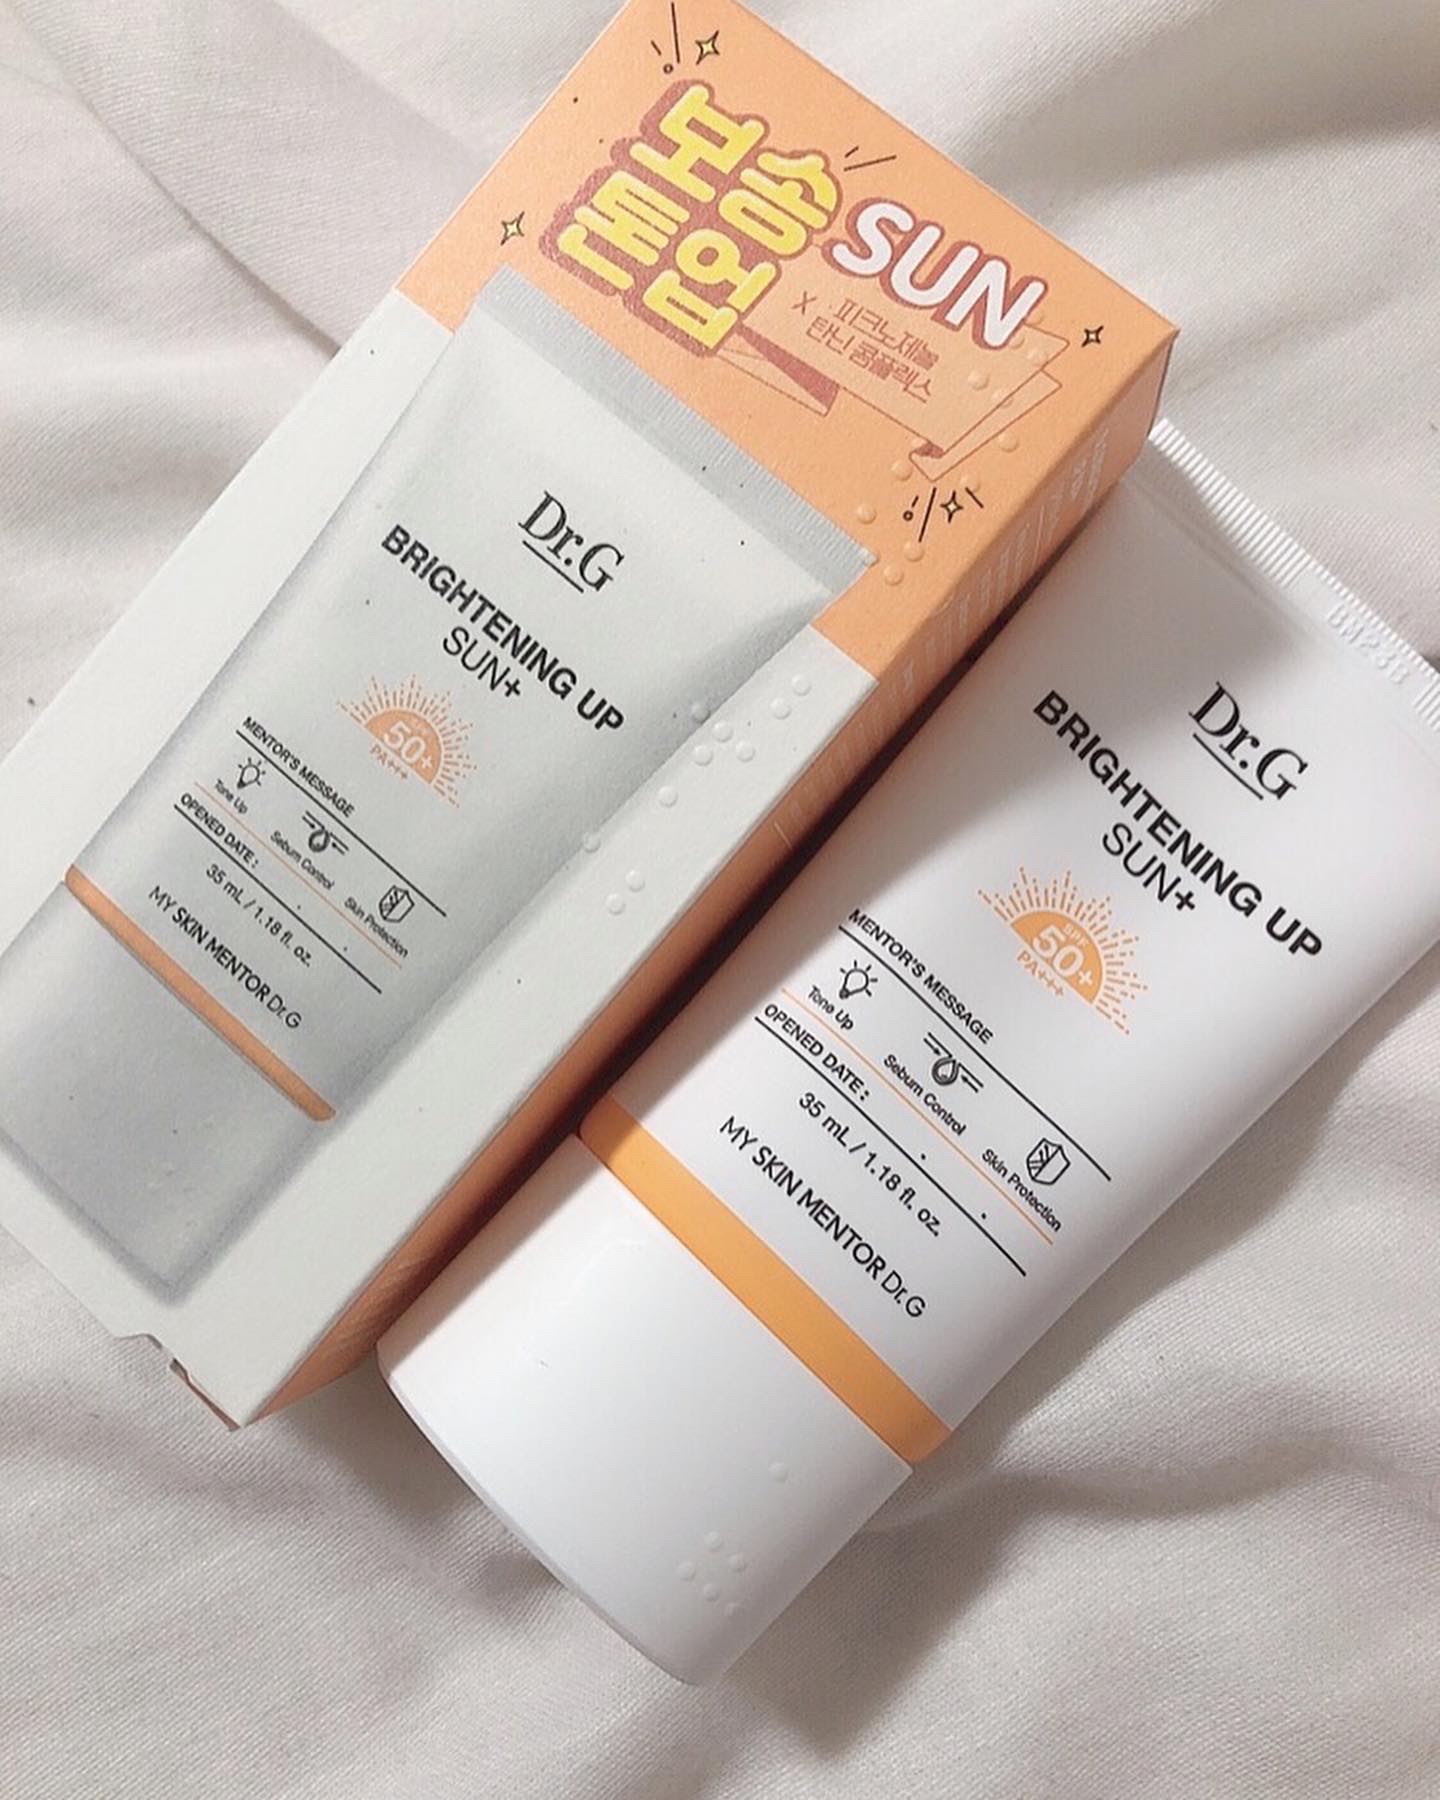 보송
톤업
SUN
X 피크노제놀
탄닌 콤플렉스
Dr.G
BRIGHTENING UP
SUN+
50+
PA+++
MENTOR'S MESSAGE
Tone Up
Sebum Control
Skin Protection
OPENED DATE :
35 mL / 1.18 fl. oz.
MY SKIN MENTOR Dr.G
Dr.G
BRIGHTENING UP
SUN+
SPF
50+
PA+++
MENTOR'S MESSAGE
Tone Up
Sebum Control
Skin Protection
OPENED DATE :
35 mL / 1.18 fl. oz.
MY SKIN MENTOR Dr.G